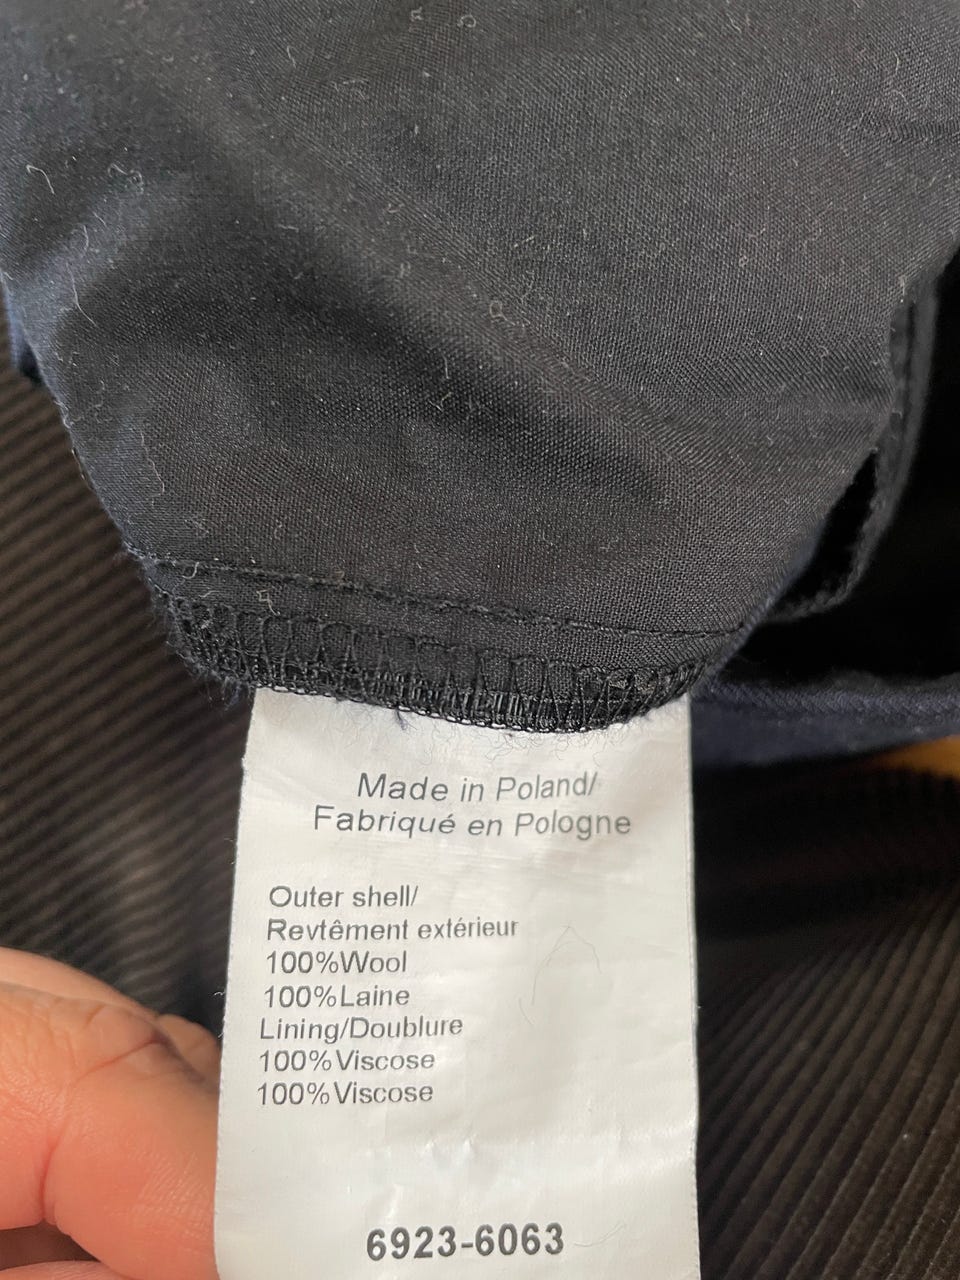 Made in Poland/
Fabriqué en Pologne
Outer shell/
Revtêment extérieur
100%Wool
100%Laine
Lining/Doublure
100%Viscose
100%Viscose
6923-6063